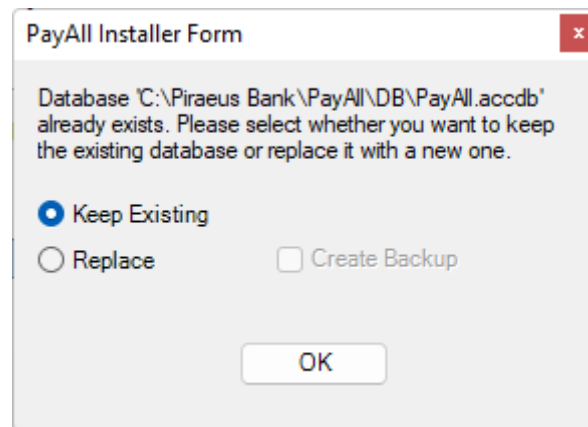 PayAll Installer Form
x
Database 'C:\Piraeus Bank\PayAll\DB\PayAll.accdb'
already exists. Please select whether you want to keep
the existing database or replace it with a new one.
Keep Existing
Replace
Create Backup
OK